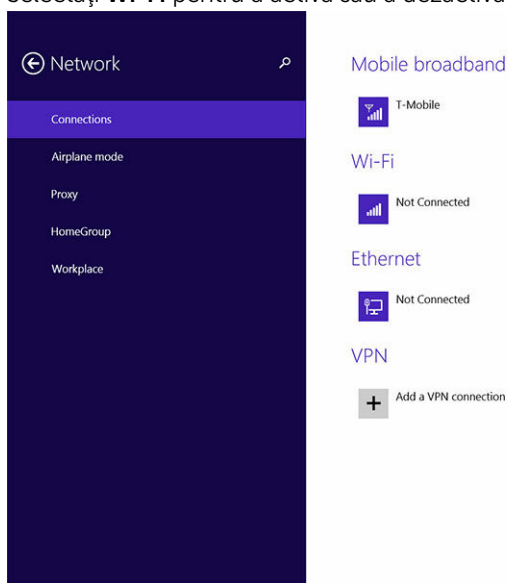 Selectați Wi-Fi pentru a activa sau a dezactiva
Network
Connections
Airplane mode
Proxy
HomeGroup
Workplace
Mobile broadband
T-Mobile
Wi-Fi
Not Connected
Ethernet
Not Connected
VPN
Add a VPN connection